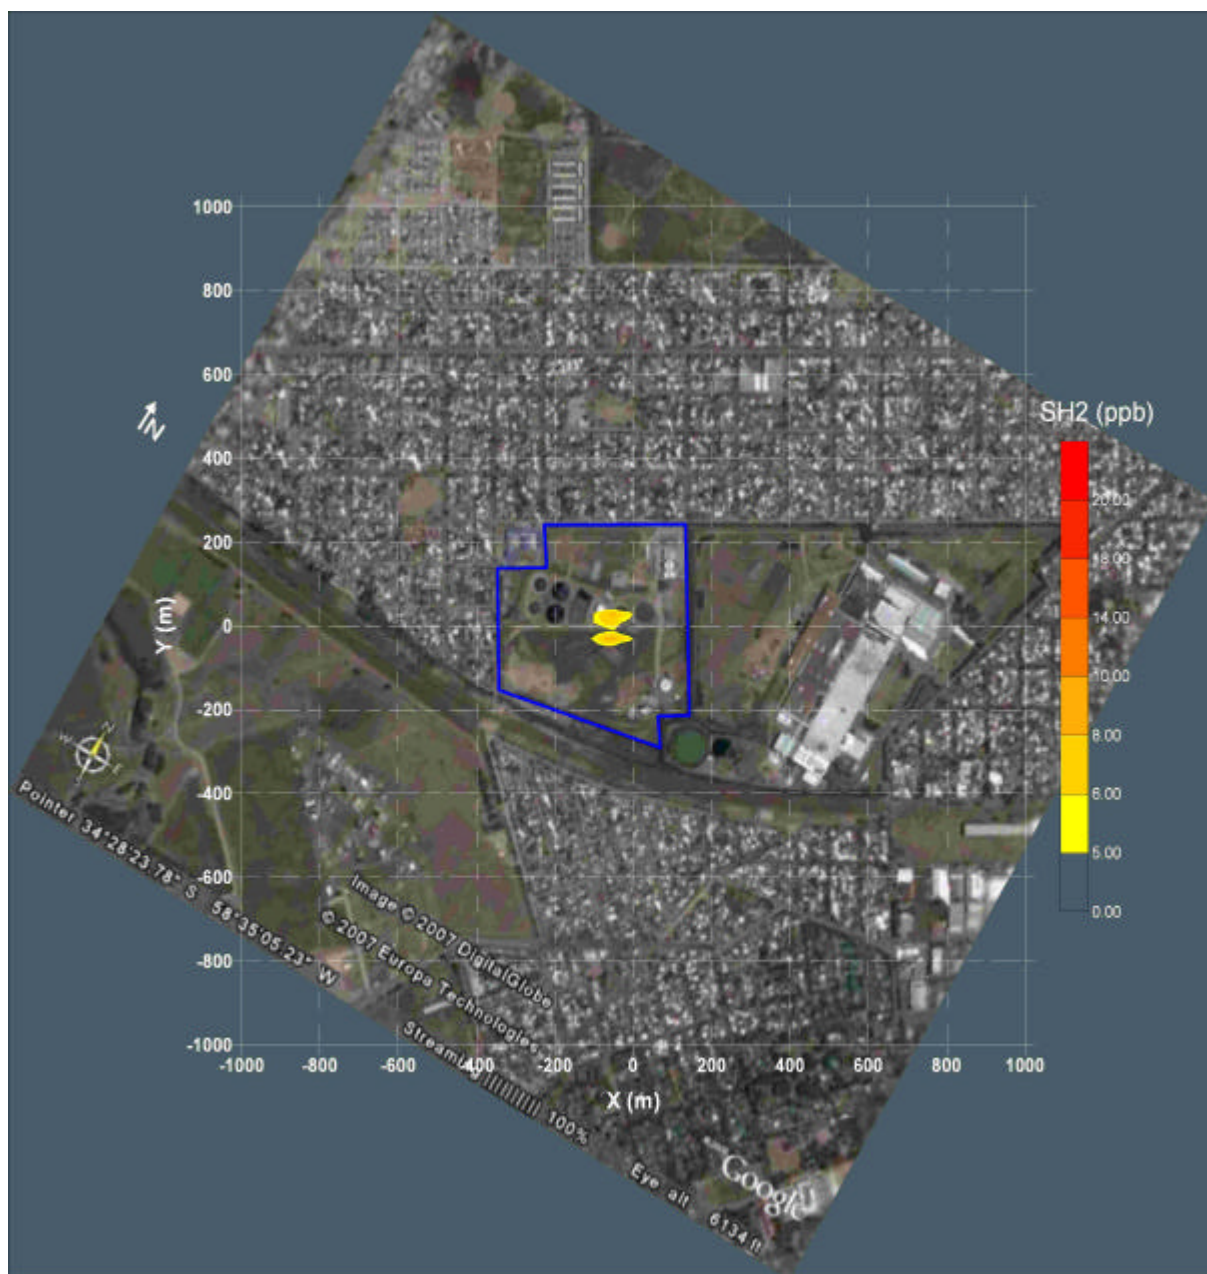 1000
800
600
400
200
0
-200
-400
-600
-800
-1000
Y (m)
N
SH2 (ppb)
20.00
18.00
14.00
10.00
8.00
6.00
5.00
0.00
N
W
E
Pointer 34°28'23.78" S 58°35'05.23" W
Image © 2007 DigitalGlobe
© 2007 Europa Technologies
Streaming |||||||||| 100%
Eye alt 6134 ft
Google
-1000 -800 -600 -400 -200 0 200 400 600 800 1000
X (m)